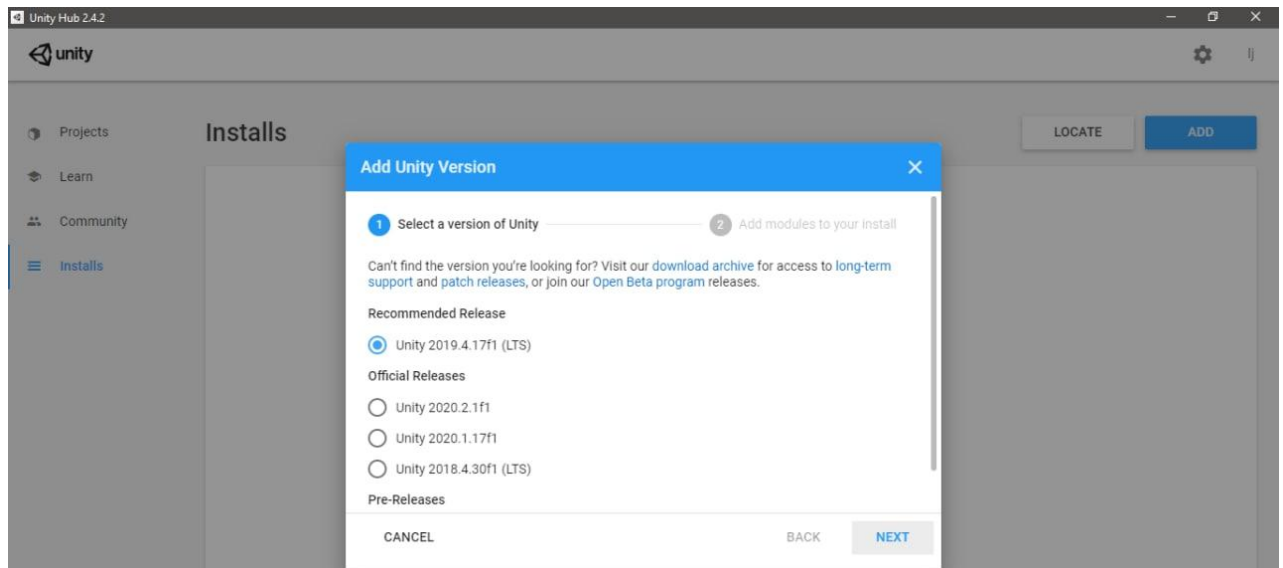 Unity Hub 2.4.2
unity
lj
Projects
Learn
Community
Installs
Installs
LOCATE
ADD
Add Unity Version
1 Select a version of Unity
2 Add modules to your install
Can't find the version you're looking for? Visit our download archive for access to long-term
support and patch releases, or join our Open Beta program releases.
Recommended Release
Unity 2019.4.17f1 (LTS)
Official Releases
Unity 2020.2.1f1
Unity 2020.1.17f1
Unity 2018.4.30f1 (LTS)
Pre-Releases
CANCEL
BACK
NEXT